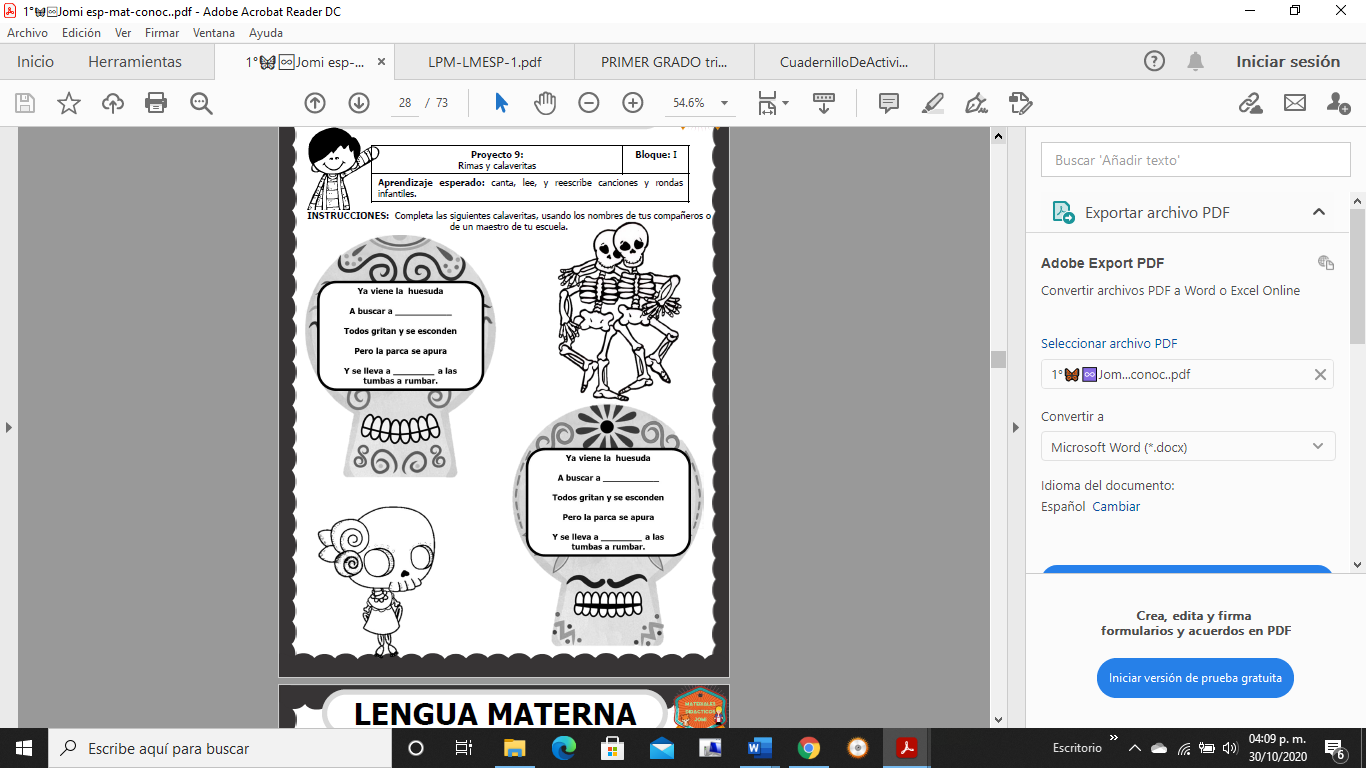 1°Jomi esp-mat-conoc..pdf - Adobe Acrobat Reader DC
Archivo Edición Ver Firmar Ventana Ayuda
Inicio Herramientas 1°Jomi esp-... LPM-LMESP-1.pdf PRIMER GRADO tri... CuadernilloDeActivi... Iniciar sesión
28 / 73 54.6%
Proyecto 9:
Rimas y calaveritas
Bloque: I
Aprendizaje esperado: canta, lee, y reescribe canciones y rondas
infantiles.
INSTRUCCIONES: Completa las siguientes calaveritas, usando los nombres de tus compañeros o
de un maestro de tu escuela.
Ya viene la huesuda
A buscar a ____________
Todos gritan y se esconden
Pero la parca se apura
Y se lleva a _________ a las
tumbas a rumbar.
Ya viene la huesuda
A buscar a ____________
Todos gritan y se esconden
Pero la parca se apura
Y se lleva a _________ a las
tumbas a rumbar.
LENGUA MATERNA
MATERIALES
DIDACTICOS
JOMI
Buscar 'Añadir texto'
Exportar archivo PDF
Adobe Export PDF
Convertir archivos PDF a Word o Excel Online
Seleccionar archivo PDF
1°Jom...conoc..pdf
Convertir a
Microsoft Word (*.docx)
Idioma del documento:
Español Cambiar
Crea, edita y firma
formularios y acuerdos en PDF
Iniciar versión de prueba gratuita
Escribe aquí para buscar
Escritorio
04:09 p. m.
30/10/2020
6